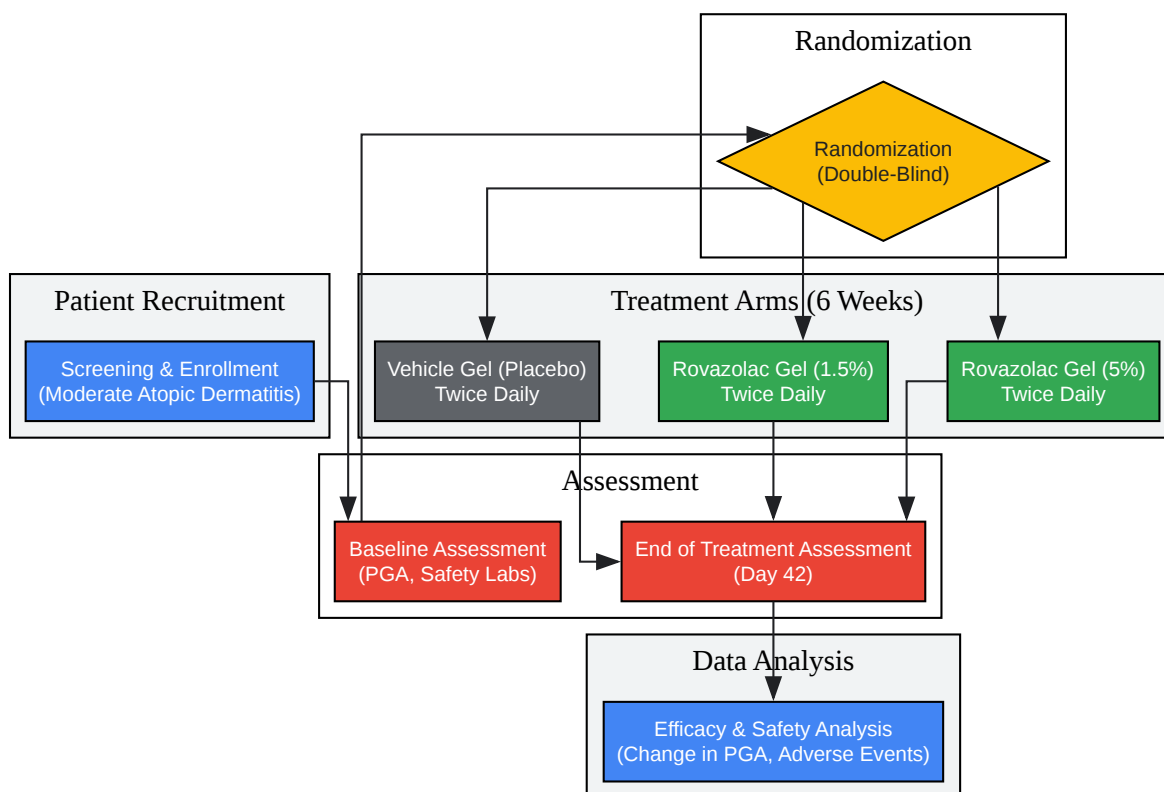 Randomization
Randomization
(Double-Blind)
Patient Recruitment
Screening & Enrollment
(Moderate Atopic Dermatitis)
Treatment Arms (6 Weeks)
Vehicle Gel (Placebo)
Twice Daily
Rovazolac Gel (1.5%)
Twice Daily
Rovazolac Gel (5%)
Twice Daily
Assessment
Baseline Assessment
(PGA, Safety Labs)
End of Treatment Assessment
(Day 42)
Data Analysis
Efficacy & Safety Analysis
(Change in PGA, Adverse Events)